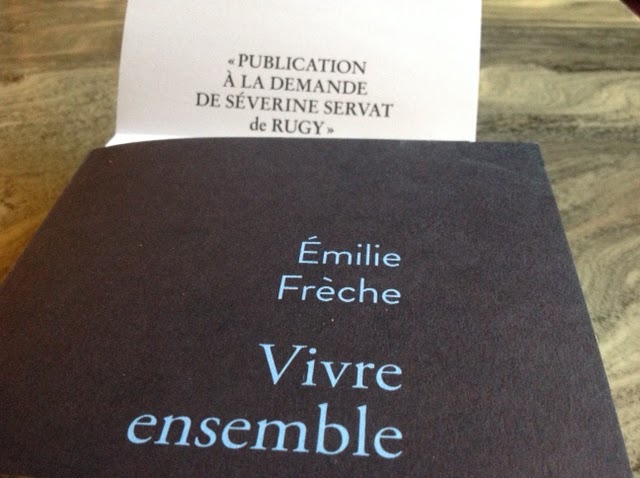 « PUBLICATION
À LA DEMANDE
DE SÉVERINE SERVAT
de RUGY »
Émilie
Frèche
Vivre
ensemble